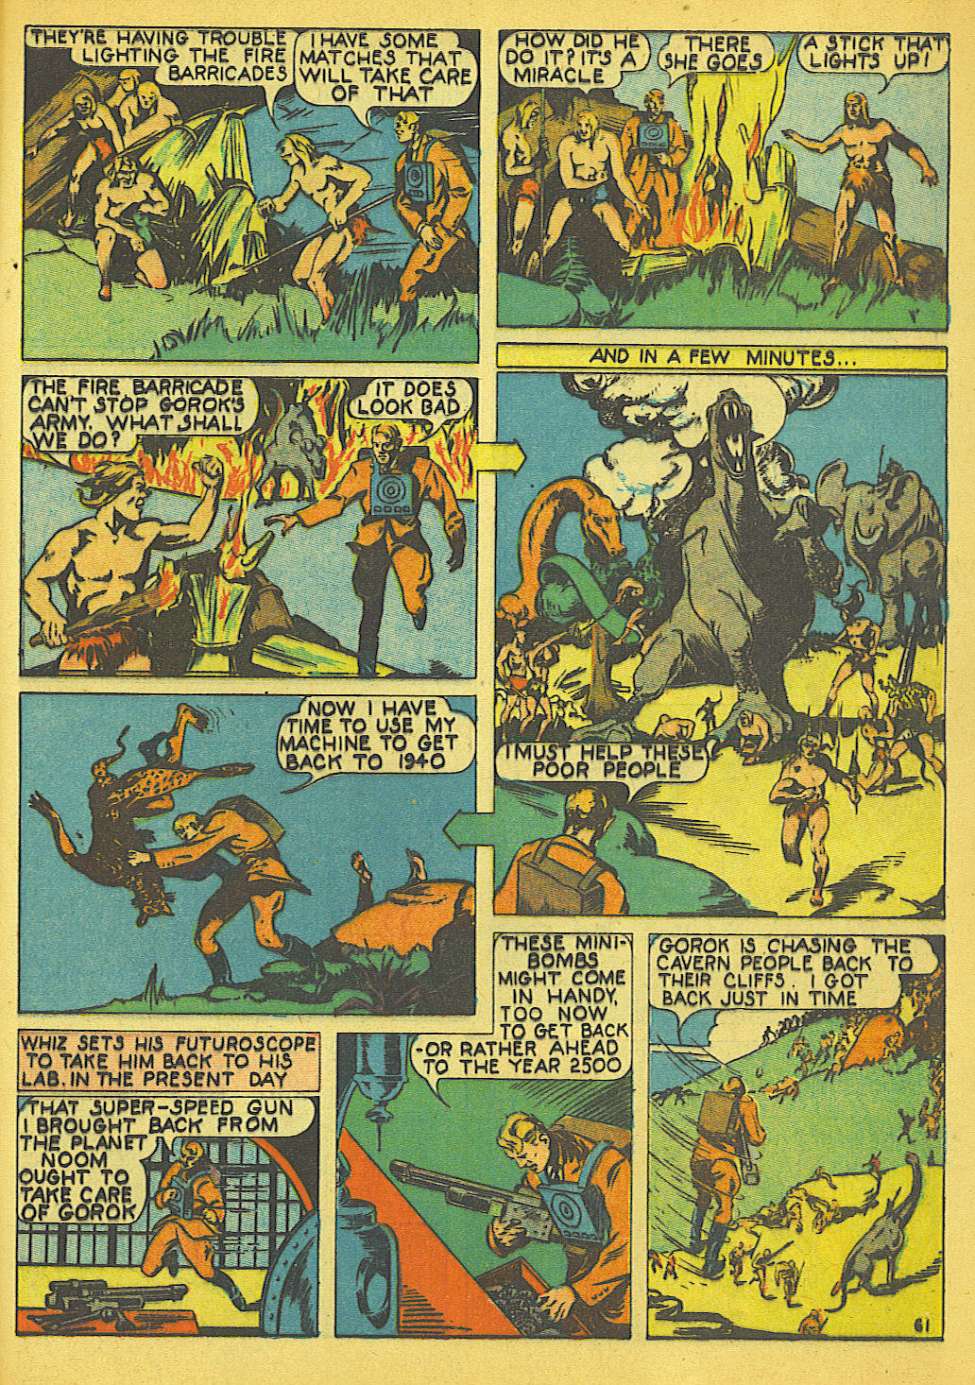 THEY'RE HAVING TROUBLE
LIGHTING THE FIRE
BARRICADES
I HAVE SOME
MATCHES THAT
WILL TAKE CARE
OF THAT
HOW DID HE
DO IT? IT'S A
MIRACLE
THERE
SHE GOES
A STICK THAT
LIGHTS UP!
THE FIRE BARRICADE
CAN'T STOP GOROK'S
ARMY. WHAT SHALL
WE DO?
IT DOES
LOOK BAD
AND IN A FEW MINUTES...
I MUST HELP THESE
POOR PEOPLE
NOW I HAVE
TIME TO USE MY
MACHINE TO GET
BACK TO 1940
WHIZ SETS HIS FUTUROSCOPE
TO TAKE HIM BACK TO HIS
LAB. IN THE PRESENT DAY
THAT SUPER-SPEED GUN
I BROUGHT BACK FROM
THE PLANET
NOOM
OUGHT TO
TAKE CARE
OF GOROK
THESE MINI-
BOMBS
MIGHT COME
IN HANDY,
TOO NOW
TO GET BACK
-OR RATHER AHEAD
TO THE YEAR 2500
GOROK IS CHASING THE
CAVERN PEOPLE BACK TO
THEIR CLIFFS. I GOT
BACK JUST IN TIME
61